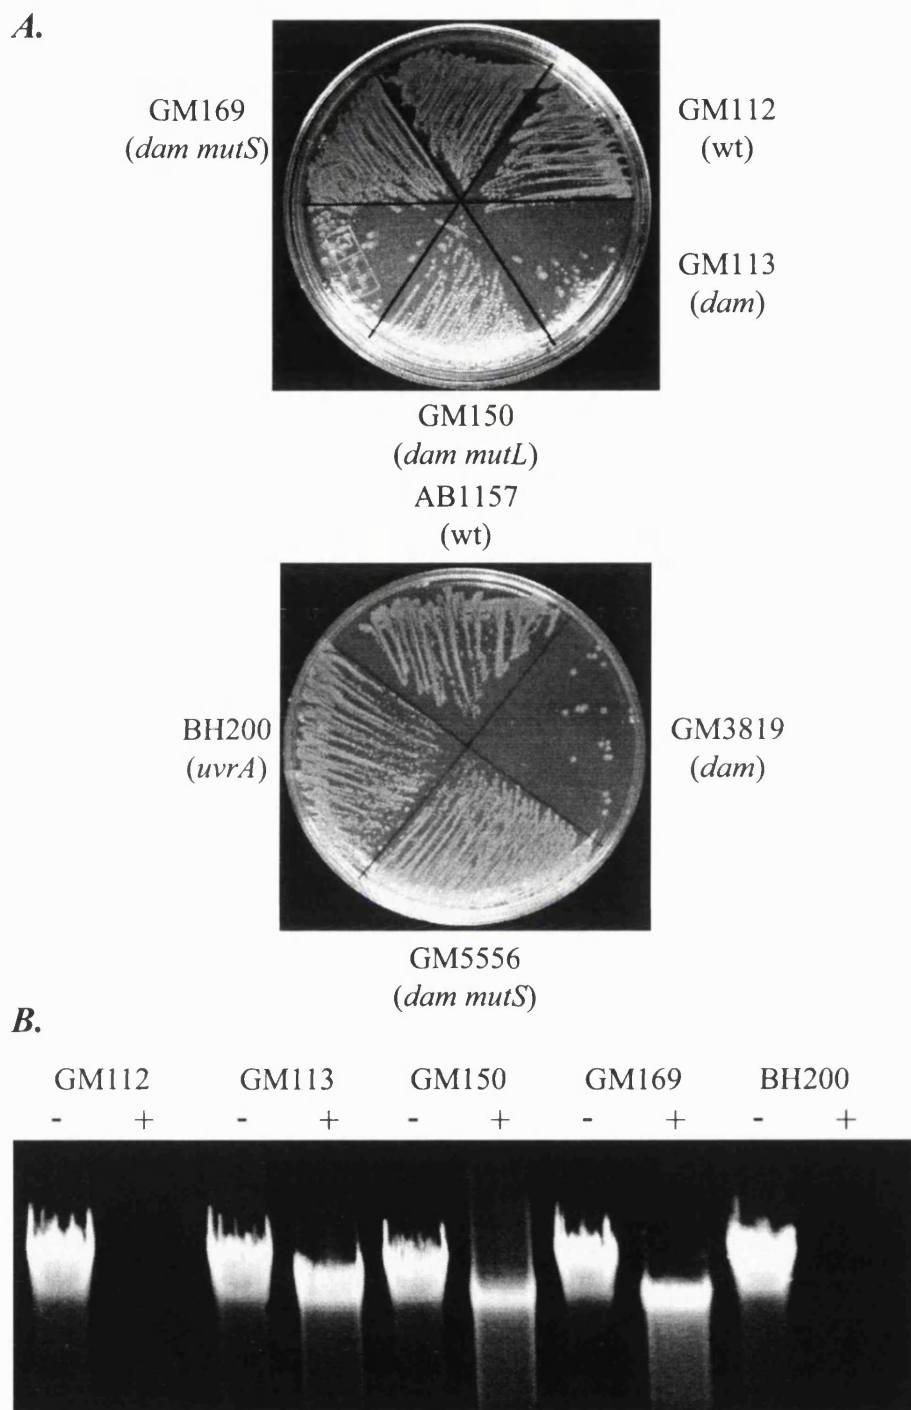 A.
GM169
(dam mutS)
GM112
(wt)
GM113
(dam)
GM150
(dam mutL)
AB1157
(wt)
BH200
(uvrA)
GM3819
(dam)
GM5556
(dam mutS)
B.
GM112 GM113 GM150 GM169 BH200
- + - + - + - + - +